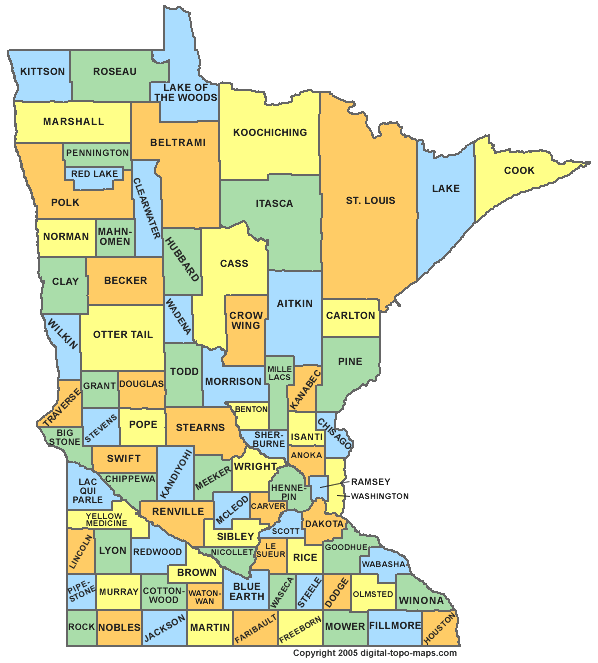 KITTSON
ROSEAU
LAKE OF
THE WOODS
MARSHALL
KOOCHICHING
BELTRAMI
PENNINGTON
RED LAKE
POLK
CLEARWATER
ITASCA
ST. LOUIS
LAKE
COOK
NORMAN
MAHN-
OMEN
HUBBARD
CASS
CLAY
BECKER
WADENA
CROW
WING
AITKIN
CARLTON
WILKIN
OTTER TAIL
PINE
TODD
MORRISON
MILLE
LACS
KANABEC
GRANT
DOUGLAS
TRAVERSE
STEVENS
POPE
STEARNS
BENTON
BIG
STONE
SHER-
BURNE
ISANTI
CHISAGO
SWIFT
KANDIYOHI
ANOKA
WRIGHT
MEEKER
LAC
QUI
PARLE
CHIPPEWA
HENNE-
PIN
RAMSEY
WASHINGTON
RENVILLE
MCLEOD
CARVER
YELLOW
MEDICINE
DAKOTA
SCOTT
SIBLEY
LINCOLN
LYON
REDWOOD
NICOLLET
LE
SUEUR
RICE
GOODHUE
WABASHA
BROWN
PIPE-
STONE
MURRAY
COTTON-
WOOD
WATON-
WAN
BLUE
EARTH
WASECA
STEELE
DODGE
OLMSTED
WINONA
ROCK
NOBLES
JACKSON
MARTIN
FARIBAULT
FREEBORN
MOWER
FILLMORE
HOUSTON
Copyright 2005 digital-topo-maps.com